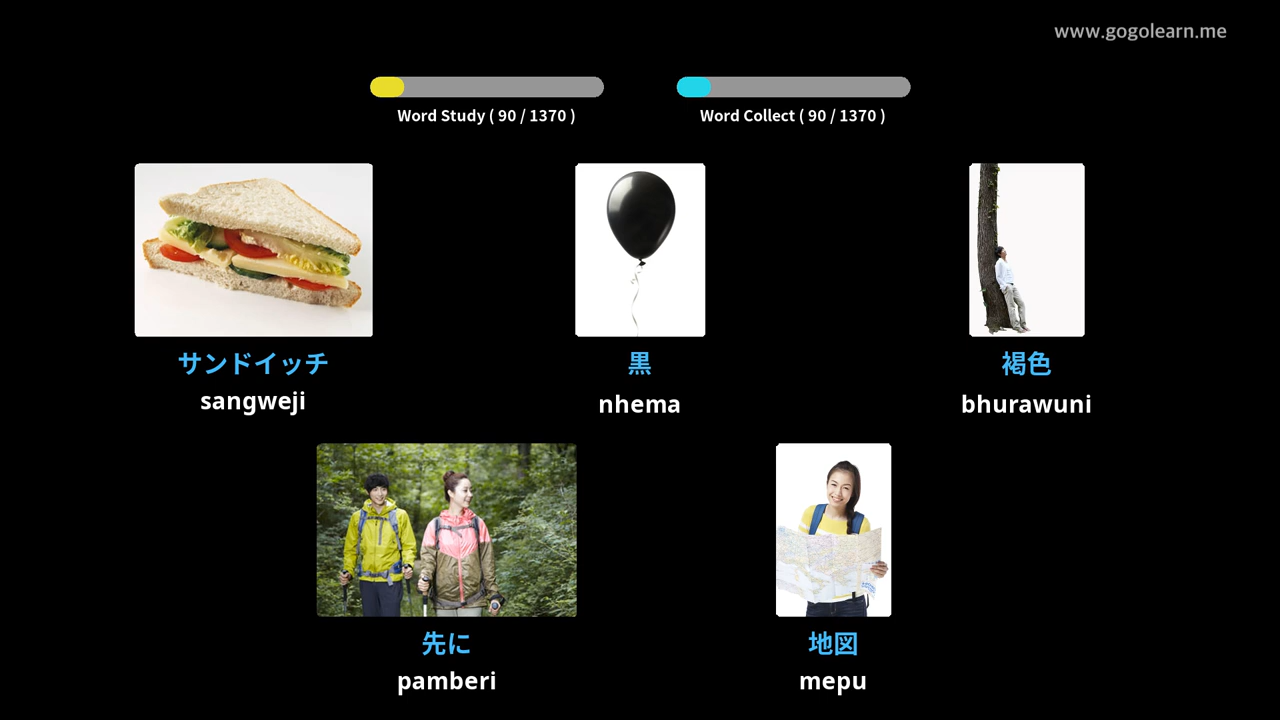 www.gogolearn.me
Word Study ( 90 / 1370 )
Word Collect ( 90 / 1370 )
サンドイッチ
sangweji
黒
nhema
褐色
bhurawuni
先に
pamberi
地図
mepu